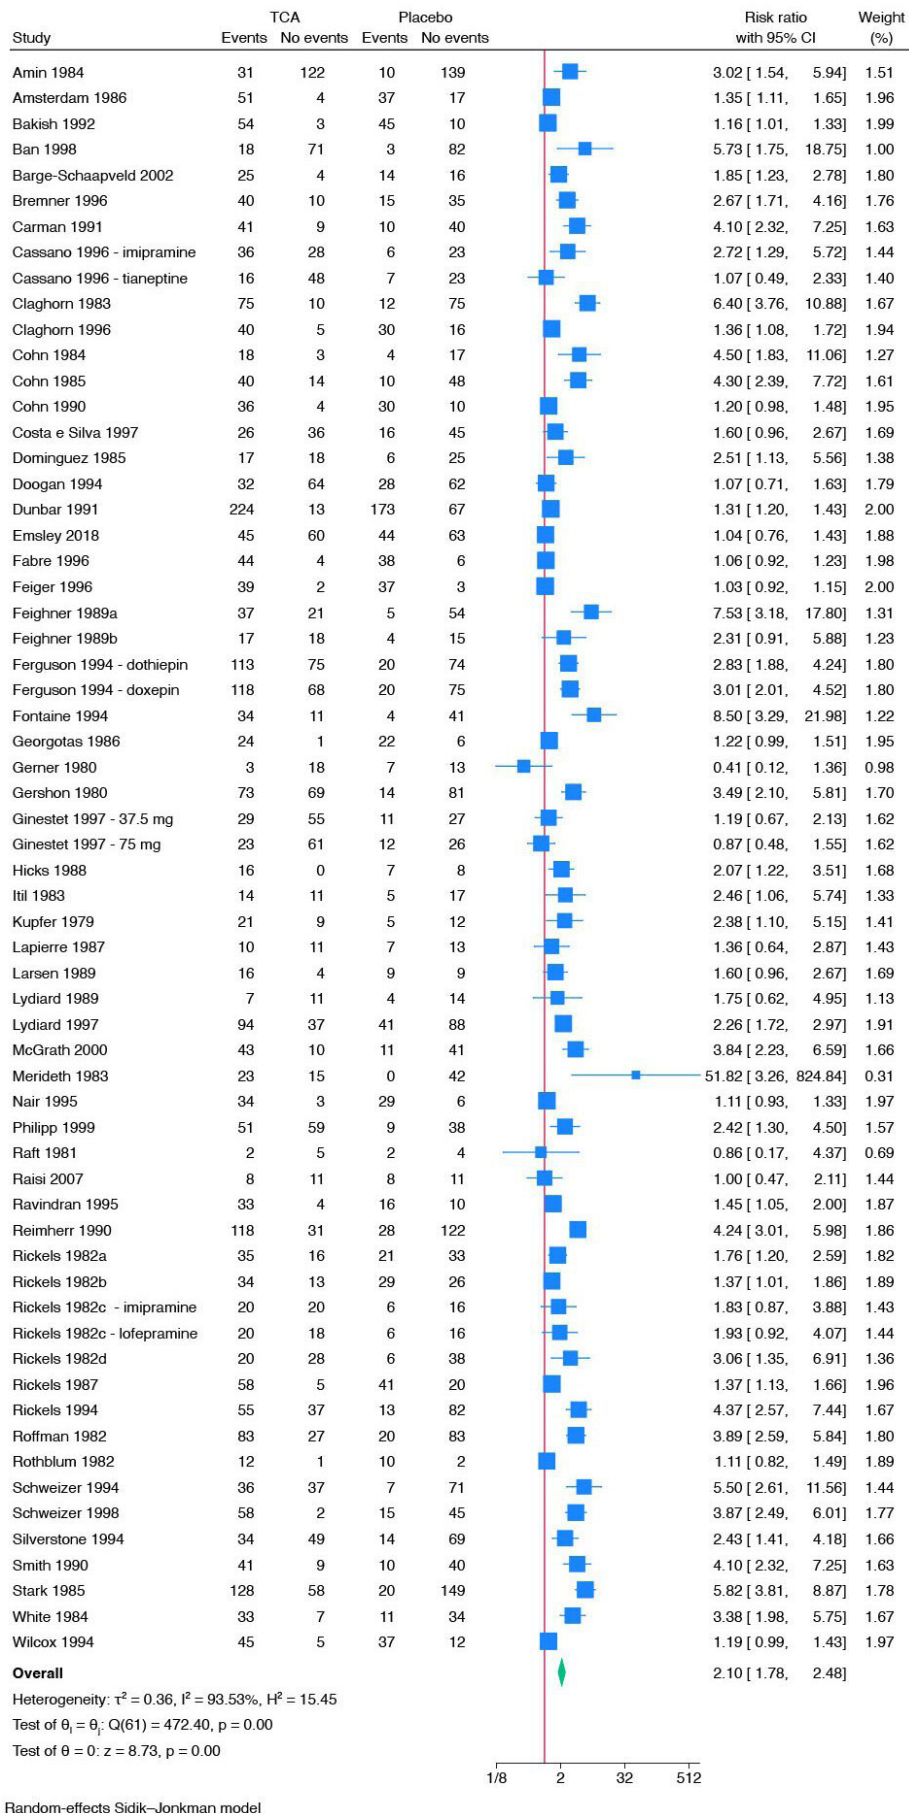 TCA Placebo Risk ratio Weight
Study Events No events Events No events with 95% CI (%)
Amin 1984 31 122 10 139 3.02 [ 1.54, 5.94] 1.51
Amsterdam 1986 51 4 37 17 1.35 [ 1.11, 1.65] 1.96
Bakish 1992 54 3 45 10 1.16 [ 1.01, 1.33] 1.99
Ban 1998 18 71 3 82 5.73 [ 1.75, 18.75] 1.00
Barge-Schaapveld 2002 25 4 14 16 1.85 [ 1.23, 2.78] 1.80
Bremner 1996 40 10 15 35 2.67 [ 1.71, 4.16] 1.76
Carman 1991 41 9 10 40 4.10 [ 2.32, 7.25] 1.63
Cassano 1996 - imipramine 36 28 6 23 2.72 [ 1.29, 5.72] 1.44
Cassano 1996 - tianeptine 16 48 7 23 1.07 [ 0.49, 2.33] 1.40
Claghorn 1983 75 10 12 75 6.40 [ 3.76, 10.88] 1.67
Claghorn 1996 40 5 30 16 1.36 [ 1.08, 1.72] 1.94
Cohn 1984 18 3 4 17 4.50 [ 1.83, 11.06] 1.27
Cohn 1985 40 14 10 48 4.30 [ 2.39, 7.72] 1.61
Cohn 1990 36 4 30 10 1.20 [ 0.98, 1.48] 1.95
Costa e Silva 1997 26 36 16 45 1.60 [ 0.96, 2.67] 1.69
Dominguez 1985 17 18 6 25 2.51 [ 1.13, 5.56] 1.38
Doogan 1994 32 64 28 62 1.07 [ 0.71, 1.63] 1.79
Dunbar 1991 224 13 173 67 1.31 [ 1.20, 1.43] 2.00
Emsley 2018 45 60 44 63 1.04 [ 0.76, 1.43] 1.88
Fabre 1996 44 4 38 6 1.06 [ 0.92, 1.23] 1.98
Feiger 1996 39 2 37 3 1.03 [ 0.92, 1.15] 2.00
Feighner 1989a 37 21 5 54 7.53 [ 3.18, 17.80] 1.31
Feighner 1989b 17 18 4 15 2.31 [ 0.91, 5.88] 1.23
Ferguson 1994 - dothiepin 113 75 20 74 2.83 [ 1.88, 4.24] 1.80
Ferguson 1994 - doxepin 118 68 20 75 3.01 [ 2.01, 4.52] 1.80
Fontaine 1994 34 11 4 41 8.50 [ 3.29, 21.98] 1.22
Georgotas 1986 24 1 22 6 1.22 [ 0.99, 1.51] 1.95
Gerner 1980 3 18 7 13 0.41 [ 0.12, 1.36] 0.98
Gershon 1980 73 69 14 81 3.49 [ 2.10, 5.81] 1.70
Ginestet 1997 - 37.5 mg 29 55 11 27 1.19 [ 0.67, 2.13] 1.62
Ginestet 1997 - 75 mg 23 61 12 26 0.87 [ 0.48, 1.55] 1.62
Hicks 1988 16 0 7 8 2.07 [ 1.22, 3.51] 1.68
Itil 1983 14 11 5 17 2.46 [ 1.06, 5.74] 1.33
Kupfer 1979 21 9 5 12 2.38 [ 1.10, 5.15] 1.41
Lapierre 1987 10 11 7 13 1.36 [ 0.64, 2.87] 1.43
Larsen 1989 16 4 9 9 1.60 [ 0.96, 2.67] 1.69
Lydiard 1989 7 11 4 14 1.75 [ 0.62, 4.95] 1.13
Lydiard 1997 94 37 41 88 2.26 [ 1.72, 2.97] 1.91
McGrath 2000 43 10 11 41 3.84 [ 2.23, 6.59] 1.66
Merideth 1983 23 15 0 42 51.82 [ 3.26, 824.84] 0.31
Nair 1995 34 3 29 6 1.11 [ 0.93, 1.33] 1.97
Philipp 1999 51 59 9 38 2.42 [ 1.30, 4.50] 1.57
Raft 1981 2 5 2 4 0.86 [ 0.17, 4.37] 0.69
Raisi 2007 8 11 8 11 1.00 [ 0.47, 2.11] 1.44
Ravindran 1995 33 4 16 10 1.45 [ 1.05, 2.00] 1.87
Reimherr 1990 118 31 28 122 4.24 [ 3.01, 5.98] 1.86
Rickels 1982a 35 16 21 33 1.76 [ 1.20, 2.59] 1.82
Rickels 1982b 34 13 29 26 1.37 [ 1.01, 1.86] 1.89
Rickels 1982c - imipramine 20 20 6 16 1.83 [ 0.87, 3.88] 1.43
Rickels 1982c - lofepramine 20 18 6 16 1.93 [ 0.92, 4.07] 1.44
Rickels 1982d 20 28 6 38 3.06 [ 1.35, 6.91] 1.36
Rickels 1987 58 5 41 20 1.37 [ 1.13, 1.66] 1.96
Rickels 1994 55 37 13 82 4.37 [ 2.57, 7.44] 1.67
Roffman 1982 83 27 20 83 3.89 [ 2.59, 5.84] 1.80
Rothblum 1982 12 1 10 2 1.11 [ 0.82, 1.49] 1.89
Schweizer 1994 36 37 7 71 5.50 [ 2.61, 11.56] 1.44
Schweizer 1998 58 2 15 45 3.87 [ 2.49, 6.01] 1.77
Silverstone 1994 34 49 14 69 2.43 [ 1.41, 4.18] 1.66
Smith 1990 41 9 10 40 4.10 [ 2.32, 7.25] 1.63
Stark 1985 128 58 20 149 5.82 [ 3.81, 8.87] 1.78
White 1984 33 7 11 34 3.38 [ 1.98, 5.75] 1.67
Wilcox 1994 45 5 37 12 1.19 [ 0.99, 1.43] 1.97
Overall 2.10 [ 1.78, 2.48]
Heterogeneity: τ² = 0.36, I² = 93.53%, H² = 15.45
Test of θᵢ = θⱼ: Q(61) = 472.40, p = 0.00
Test of θ = 0: z = 8.73, p = 0.00
1/8 2 32 512
Random-effects Sidik–Jonkman model